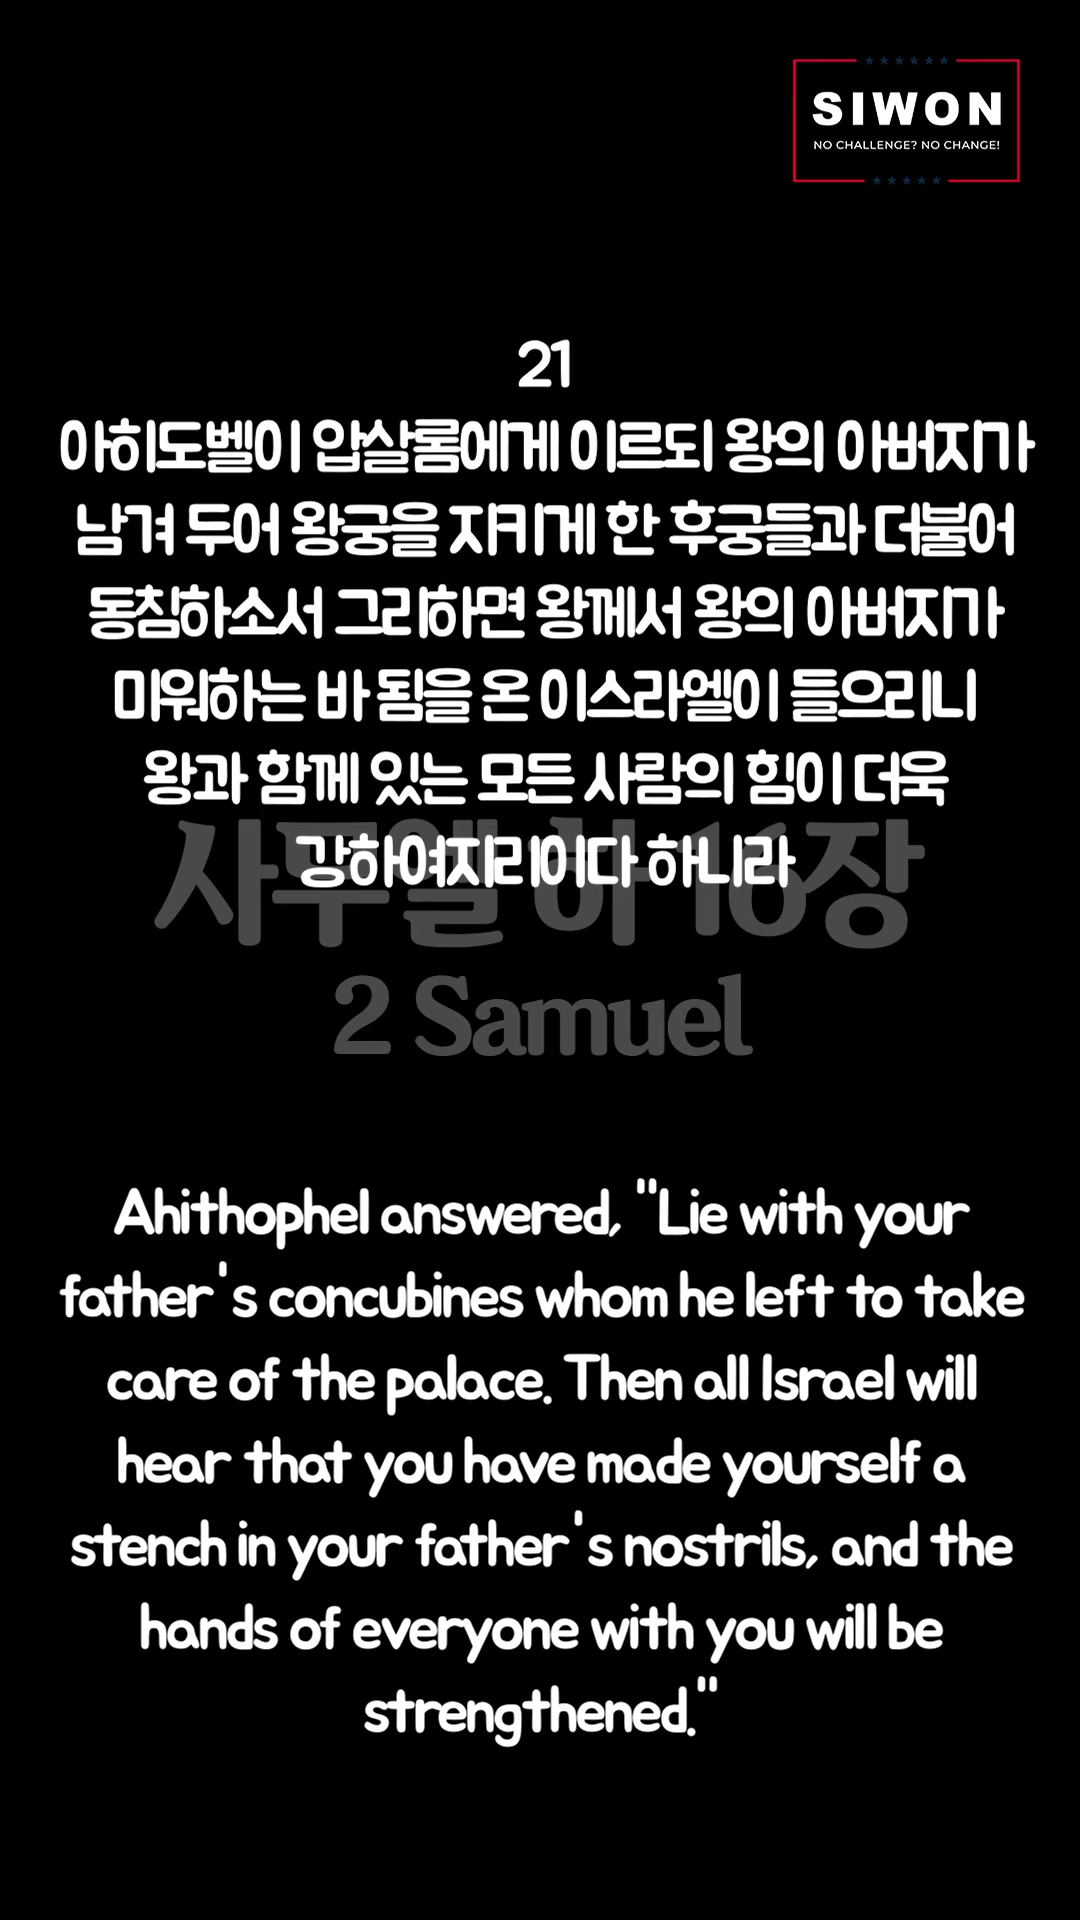 SIWON
NO CHALLENGE? NO CHANGE!
21
아히도벨이 압살롬에게 이르되 왕의 아버지가
남겨 두어 왕궁을 지키게 한 후궁들과 더불어
동침하소서 그리하면 왕께서 왕의 아버지가
미워하는 바 됨을 온 이스라엘이 들으리니
왕과 함께 있는 모든 사람의 힘이 더욱
강하여지리이다 하니라
사무엘 하 16장
2 Samuel
Ahithophel answered, "Lie with your
father's concubines whom he left to take
care of the palace. Then all Israel will
hear that you have made yourself a
stench in your father's nostrils, and the
hands of everyone with you will be
strengthened."